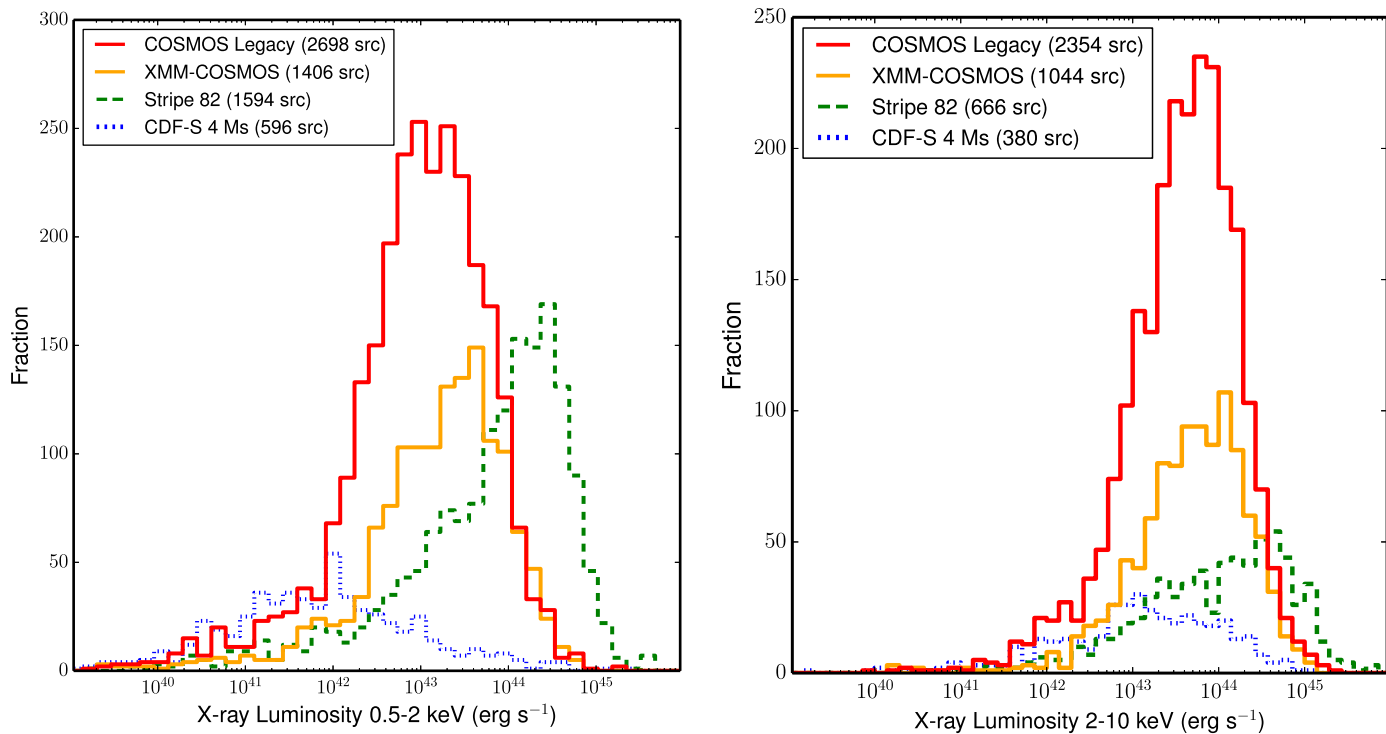 COSMOS Legacy (2698 src)
XMM-COSMOS (1406 src)
Stripe 82 (1594 src)
CDF-S 4 Ms (596 src)
300
250
200
150
100
50
0
Fraction
10^40
10^41
10^42
10^43
10^44
10^45
X-ray Luminosity 0.5-2 keV (erg s⁻¹)
COSMOS Legacy (2354 src)
XMM-COSMOS (1044 src)
Stripe 82 (666 src)
CDF-S 4 Ms (380 src)
250
200
150
100
50
0
Fraction
10^40
10^41
10^42
10^43
10^44
10^45
X-ray Luminosity 2-10 keV (erg s⁻¹)